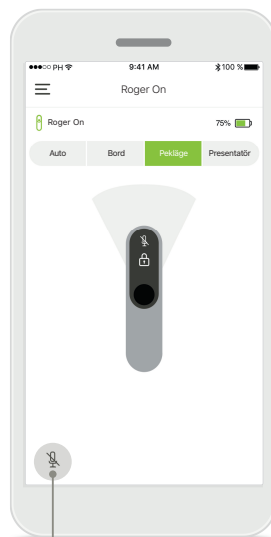 PH 9:41 AM 100 %
Roger On
Roger On 75%
Auto Bord Pekläge Presentatör